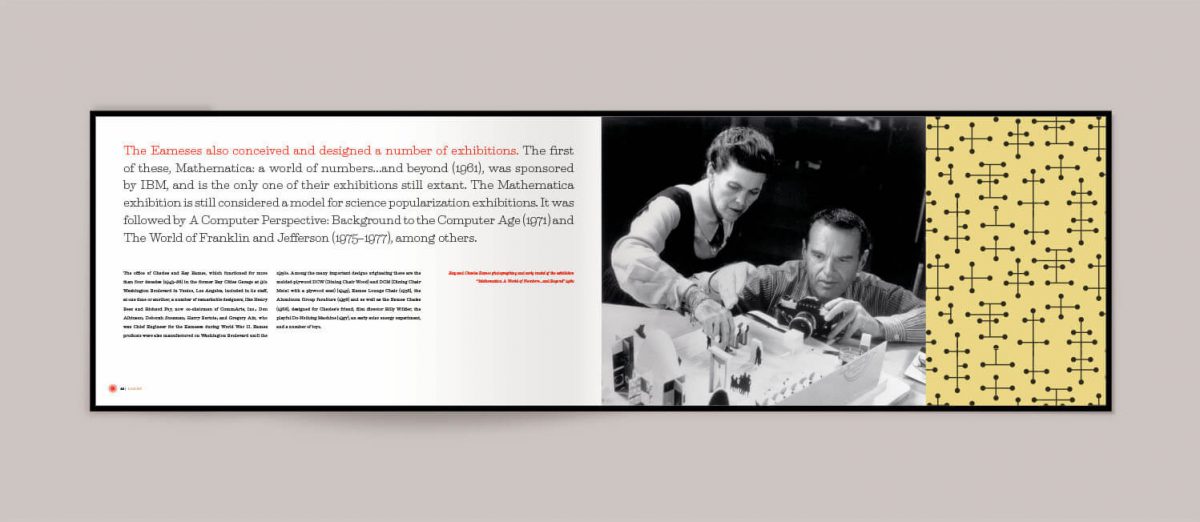 The Eameses also conceived and designed a number of exhibitions. The first
of these, Mathematica: a world of numbers...and beyond (1961), was sponsored
by IBM, and is the only one of their exhibitions still extant. The Mathematica
exhibition is still considered a model for science popularization exhibitions. It was
followed by A Computer Perspective: Background to the Computer Age (1971) and
The World of Franklin and Jefferson (1975–1977), among others.
The office of Charles and Ray Eames, which functioned for more
than four decades (1943–88) in the former Bay Cities Garage at 901
Washington Boulevard in Venice, Los Angeles, included in its staff,
at one time or another, a number of remarkable designers, like Henry
Beer and Richard Foy, now co-chairmen of CommArts, Inc., Don
Albinson, Deborah Sussman, Harry Bertoia, and Gregory Ain, who
was Chief Engineer for the Eameses during World War II. Eames
products were also manufactured on Washington Boulevard until the
1950s. Among the many important designs originating there are the
molded-plywood DCW (Dining Chair Wood) and DCM (Dining Chair
Metal with a plywood seat) (1945), Eames Lounge Chair (1956), the
Aluminum Group furniture (1958) and as well as the Eames Chaise
(1968), designed for Charles's friend, film director Billy Wilder, the
playful Do-Nothing Machine (1957), an early solar energy experiment,
and a number of toys.
Ray and Charles Eames photographing and early model of the exhibition
"Mathematica: A World of Numbers...and Beyond"